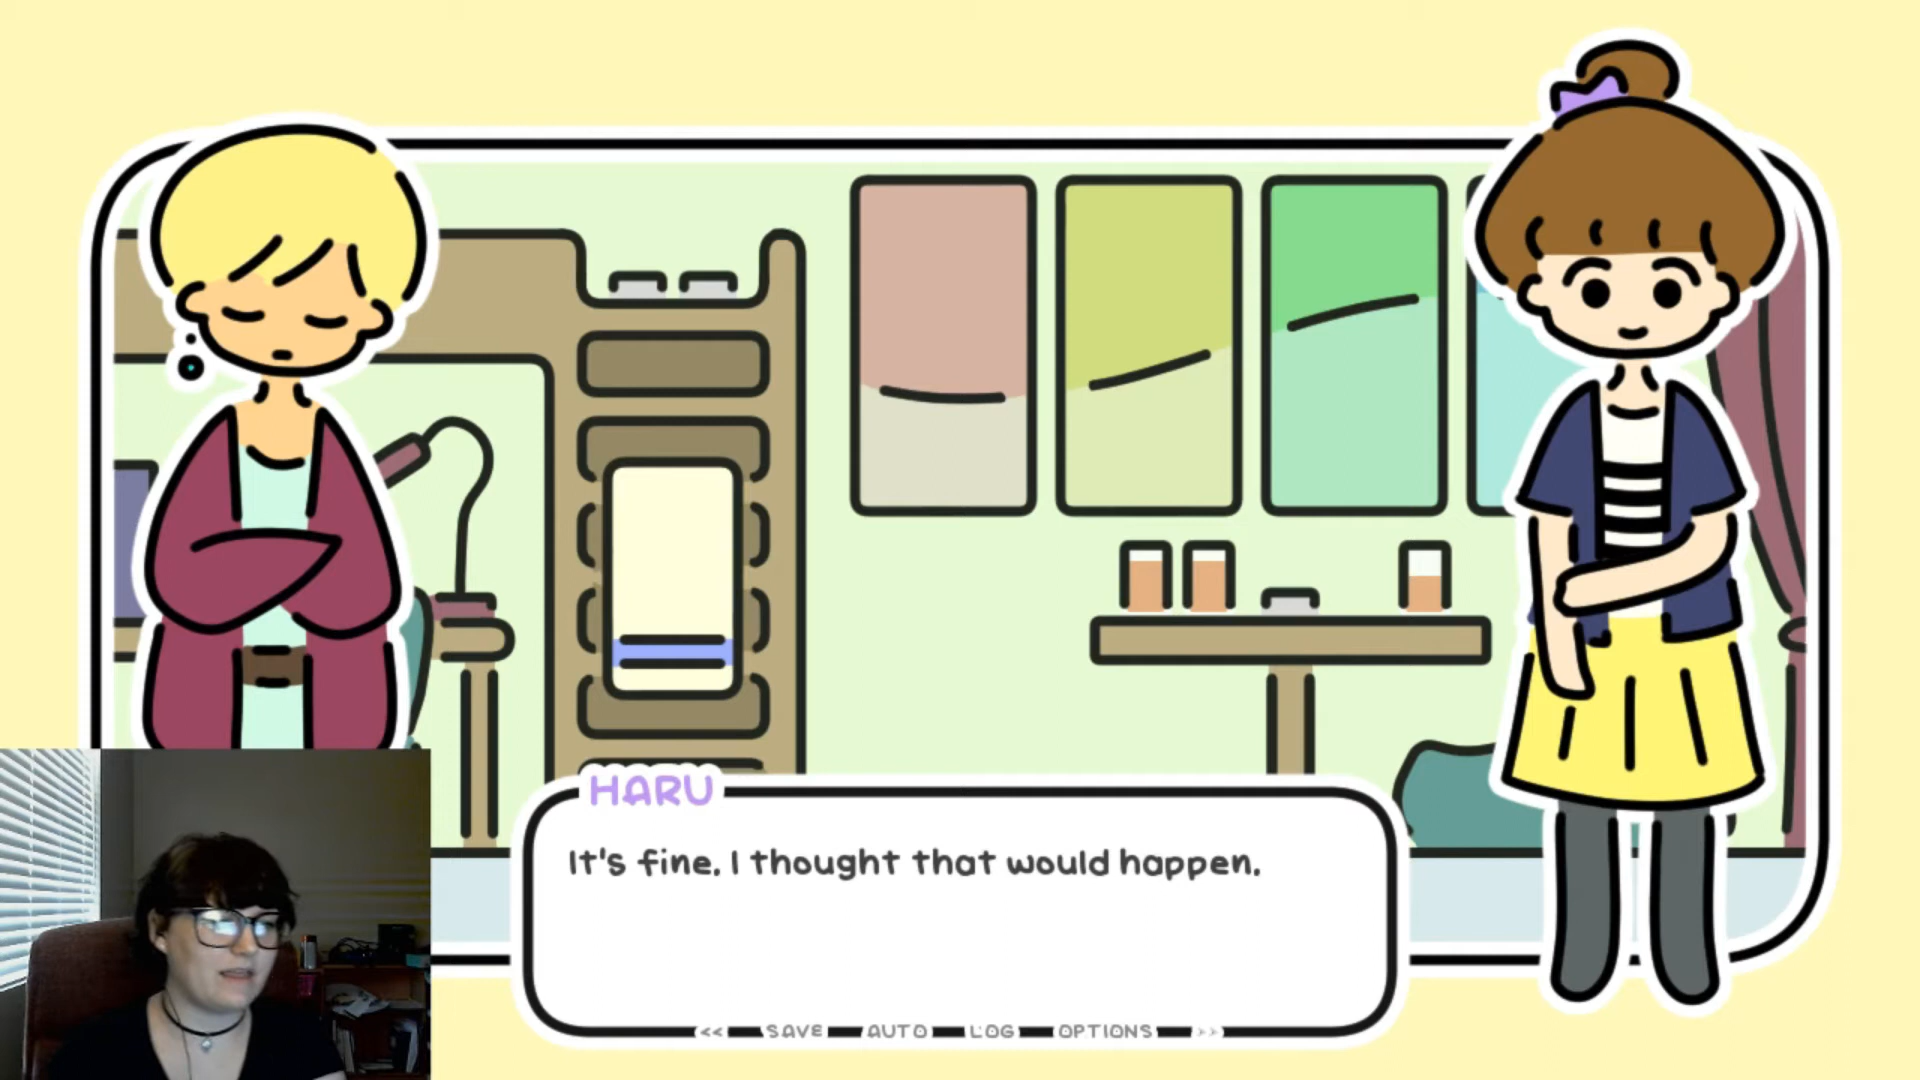 HARU
It's fine. I thought that would happen.
<< SAVE AUTO LOG OPTIONS >>